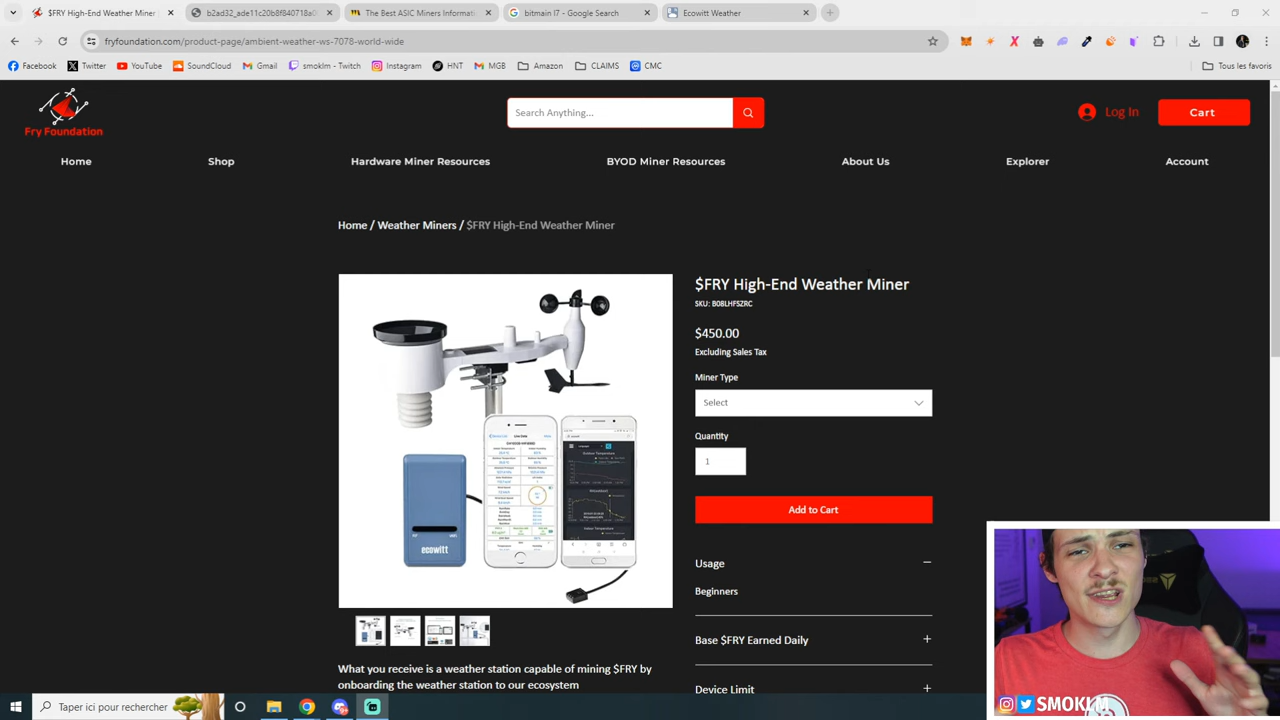 $FRY High-End Weather Miner
b2ad32_ade11c20b8f840718a0
The Best ASIC Miners Informati
bitmain l7 - Google Search
Ecowitt Weather
fryfoundation.com/product-page/ambient-weather-ws-7078-world-wide
Facebook
Twitter
YouTube
SoundCloud
Gmail
smoklm - Twitch
Instagram
HNT
MGB
Amazon
CLAIMS
CMC
Tous les favoris
Fry Foundation
Search Anything...
Log In
Cart
Home
Shop
Hardware Miner Resources
BYOD Miner Resources
About Us
Explorer
Account
Home / Weather Miners / $FRY High-End Weather Miner
ecowitt
$FRY High-End Weather Miner
SKU: B08LHFSZRC
$450.00
Excluding Sales Tax
Miner Type
Select
Quantity
1
Add to Cart
Usage
Beginners
Base $FRY Earned Daily
Device Limit
What you receive is a weather station capable of mining $FRY by
onboarding the weather station to our ecosystem
SMOKLM
Taper ici pour rechercher